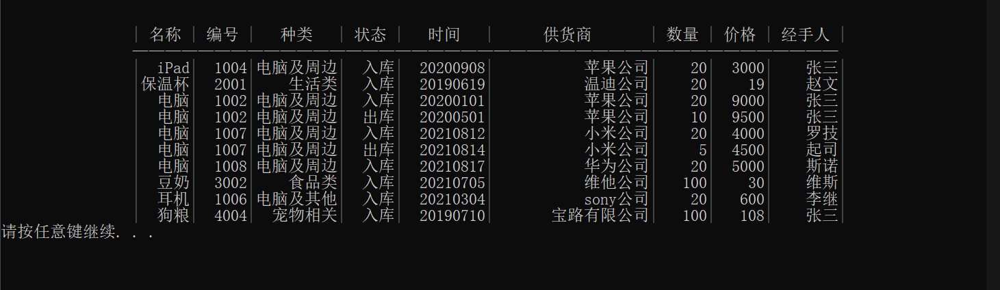 | 名称 | 编号 | 种类 | 状态 | 时间 | 供货商 | 数量 | 价格 | 经手人 |
| iPad| 1004| 电脑及周边| 入库| 20200908| 苹果公司| 20| 3000| 张三|
| 保温杯| 2001| 生活类| 入库| 20190619| 温迪公司| 20| 19| 赵文|
| 电脑| 1002| 电脑及周边| 入库| 20200101| 苹果公司| 20| 9000| 张三|
| 电脑| 1002| 电脑及周边| 出库| 20200501| 苹果公司| 10| 9500| 张三|
| 电脑| 1007| 电脑及周边| 入库| 20210812| 小米公司| 20| 4000| 罗技|
| 电脑| 1007| 电脑及周边| 出库| 20210814| 小米公司| 5| 4500| 起司|
| 电脑| 1008| 电脑及周边| 入库| 20210817| 华为公司| 20| 5000| 斯诺|
| 豆奶| 3002| 食品类| 入库| 20210705| 维他公司| 100| 30| 维斯|
| 耳机| 1006| 电脑及其他| 入库| 20210304| sony公司| 20| 600| 李继|
| 狗粮| 4004| 宠物相关| 入库| 20190710| 宝路有限公司| 100| 108| 张三|
请按任意键继续. . .